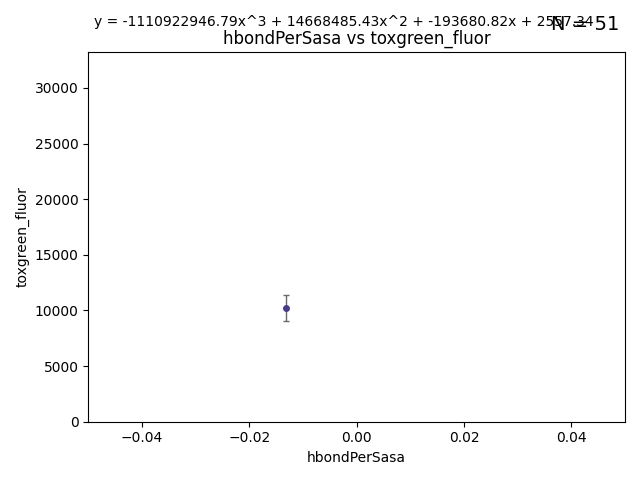 y = -1110922946.79x^3 + 14668485.43x^2 + -193680.82x + 2557.34
N = 51
hbondPerSasa vs toxgreen_fluor
30000
25000
20000
15000
10000
5000
0
toxgreen_fluor
−0.04 −0.02 0.00 0.02 0.04
hbondPerSasa